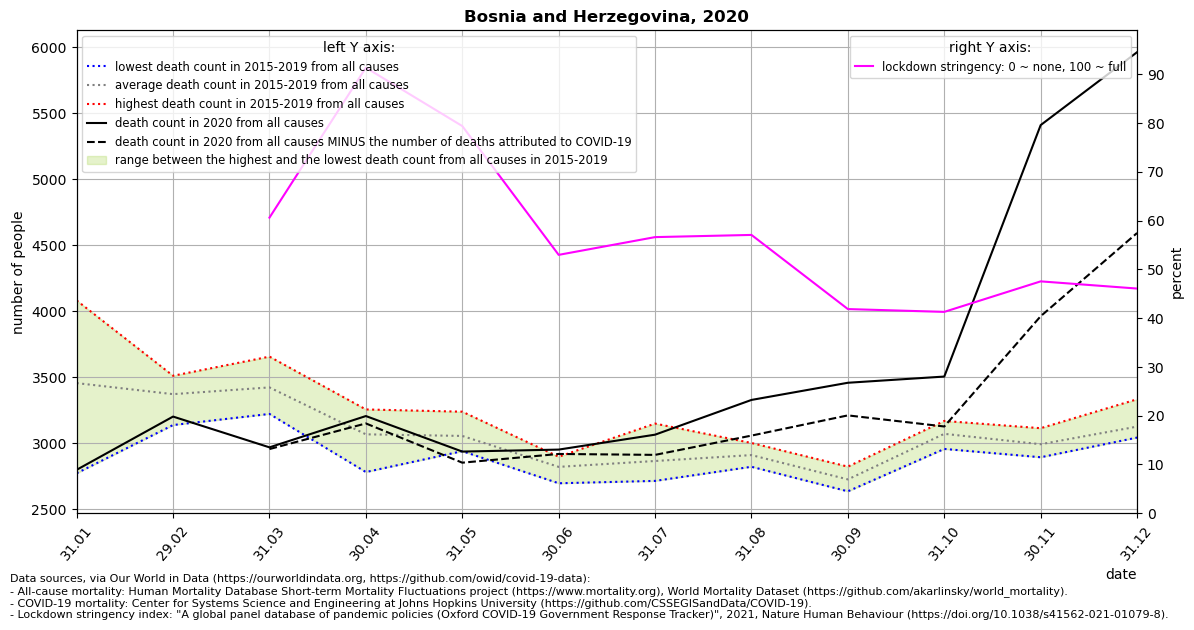 Bosnia and Herzegovina, 2020
left Y axis:
lowest death count in 2015-2019 from all causes
average death count in 2015-2019 from all causes
highest death count in 2015-2019 from all causes
death count in 2020 from all causes
death count in 2020 from all causes MINUS the number of deaths attributed to COVID-19
range between the highest and the lowest death count from all causes in 2015-2019
right Y axis:
lockdown stringency: 0 ~ none, 100 ~ full
number of people
6000
5500
5000
4500
4000
3500
3000
2500
percent
90
80
70
60
50
40
30
20
10
0
31.01
29.02
31.03
30.04
31.05
30.06
31.07
31.08
30.09
31.10
30.11
31.12
date
Data sources, via Our World in Data (https://ourworldindata.org, https://github.com/owid/covid-19-data):
- All-cause mortality: Human Mortality Database Short-term Mortality Fluctuations project (https://www.mortality.org), World Mortality Dataset (https://github.com/akarlinsky/world_mortality).
- COVID-19 mortality: Center for Systems Science and Engineering at Johns Hopkins University (https://github.com/CSSEGISandData/COVID-19).
- Lockdown stringency index: "A global panel database of pandemic policies (Oxford COVID-19 Government Response Tracker)", 2021, Nature Human Behaviour (https://doi.org/10.1038/s41562-021-01079-8).